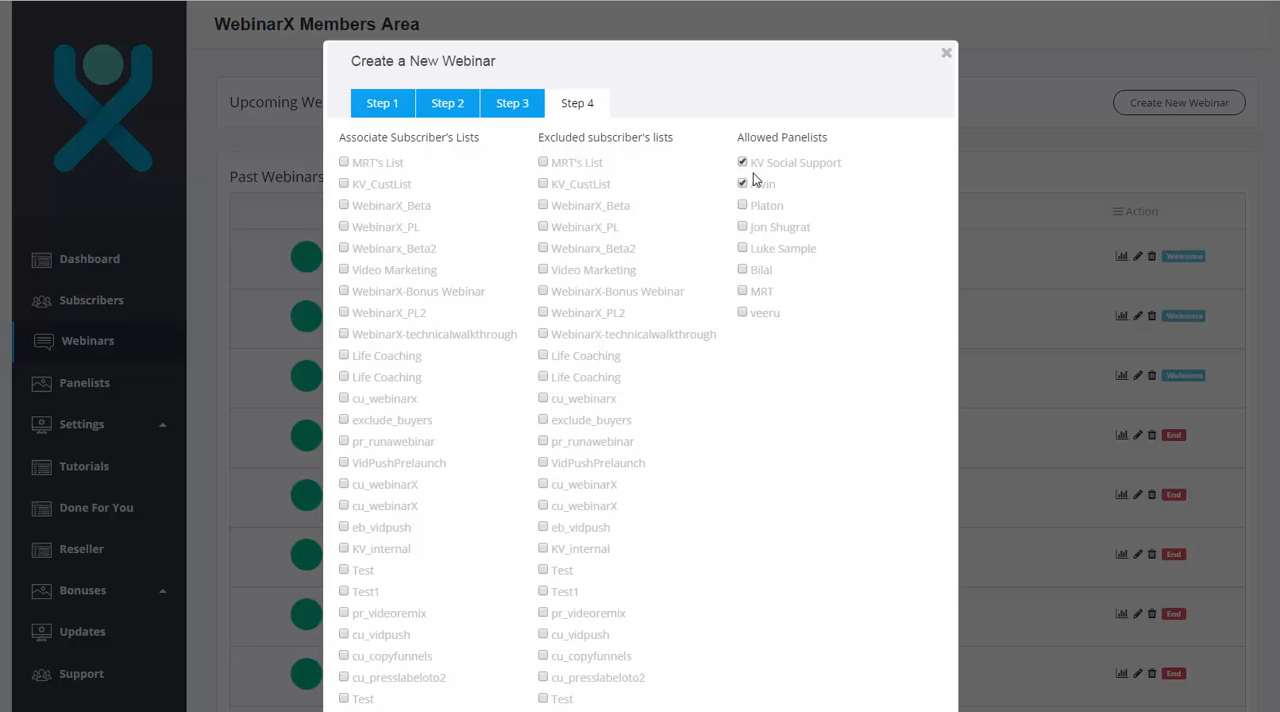 WebinarX Members Area
Dashboard
Subscribers
Webinars
Panelists
Settings
Tutorials
Done For You
Reseller
Bonuses
Updates
Support
Upcoming We
Create New Webinar
Past Webinars
Action
Welcome
Welcome
Welcome
End
End
End
End
End
Create a New Webinar
Step 1 Step 2 Step 3 Step 4
Associate Subscriber's Lists
MRT's List
KV_CustList
WebinarX_Beta
WebinarX_PL
Webinarx_Beta2
Video Marketing
WebinarX-Bonus Webinar
WebinarX_PL2
WebinarX-technicalwalkthrough
Life Coaching
Life Coaching
cu_webinarx
exclude_buyers
pr_runawebinar
VidPushPrelaunch
cu_webinarX
cu_webinarX
eb_vidpush
KV_internal
Test
Test1
pr_videoremix
cu_vidpush
cu_copyfunnels
cu_presslabeloto2
Test
Excluded subscriber's lists
MRT's List
KV_CustList
WebinarX_Beta
WebinarX_PL
Webinarx_Beta2
Video Marketing
WebinarX-Bonus Webinar
WebinarX_PL2
WebinarX-technicalwalkthrough
Life Coaching
Life Coaching
cu_webinarx
exclude_buyers
pr_runawebinar
VidPushPrelaunch
cu_webinarX
cu_webinarX
eb_vidpush
KV_internal
Test
Test1
pr_videoremix
cu_vidpush
cu_copyfunnels
cu_presslabeloto2
Test
Allowed Panelists
KV Social Support
Platon
Jon Shugrat
Luke Sample
Bilal
MRT
veeru